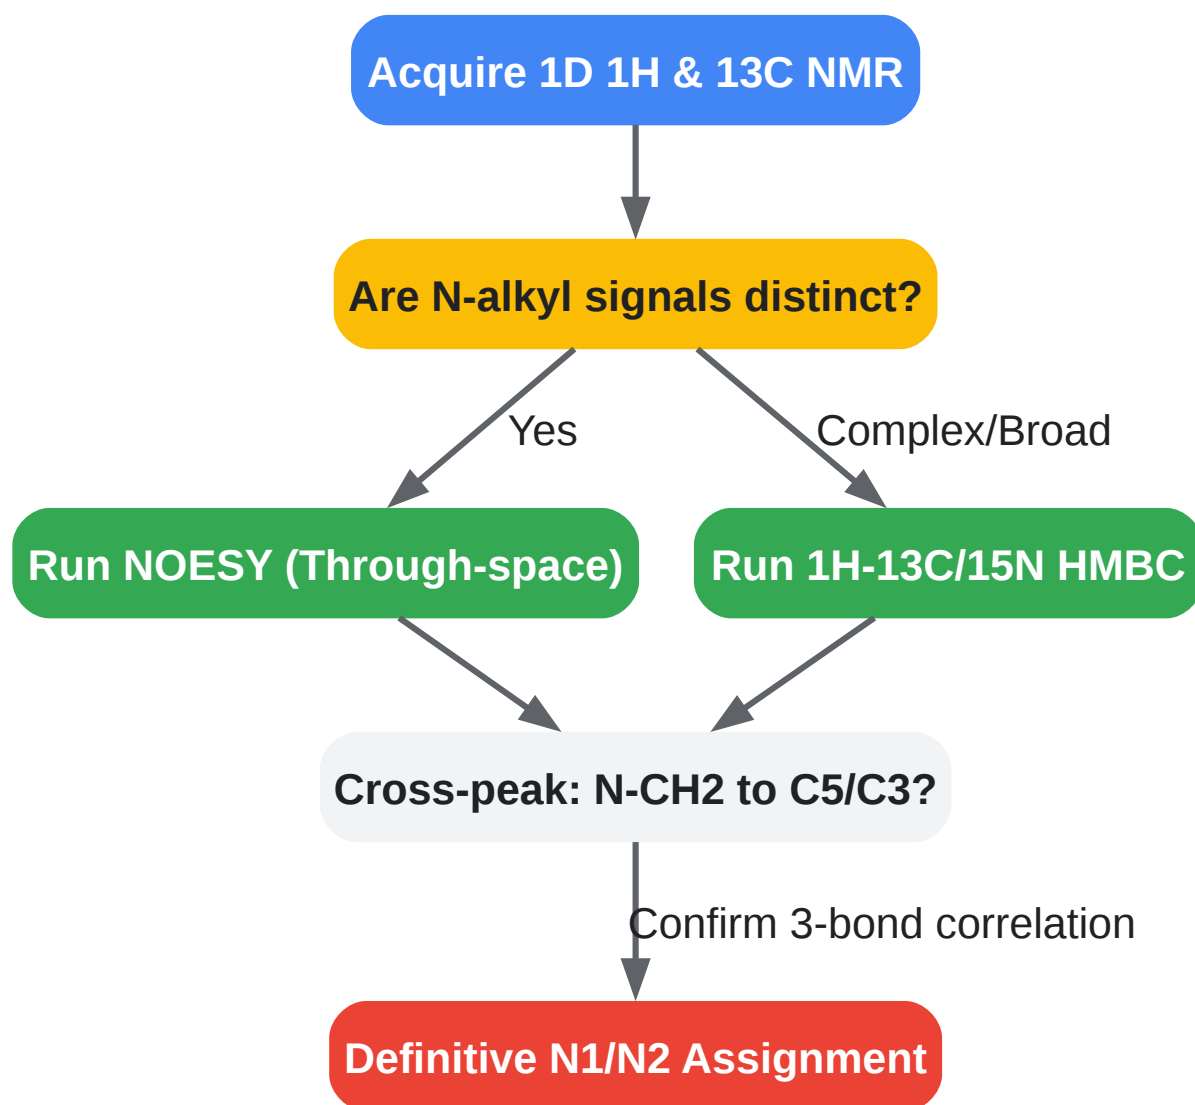 Acquire 1D 1H & 13C NMR
Are N-alkyl signals distinct?
Yes
Complex/Broad
Run NOESY (Through-space)
Run 1H-13C/15N HMBC
Cross-peak: N-CH2 to C5/C3?
Confirm 3-bond correlation
Definitive N1/N2 Assignment